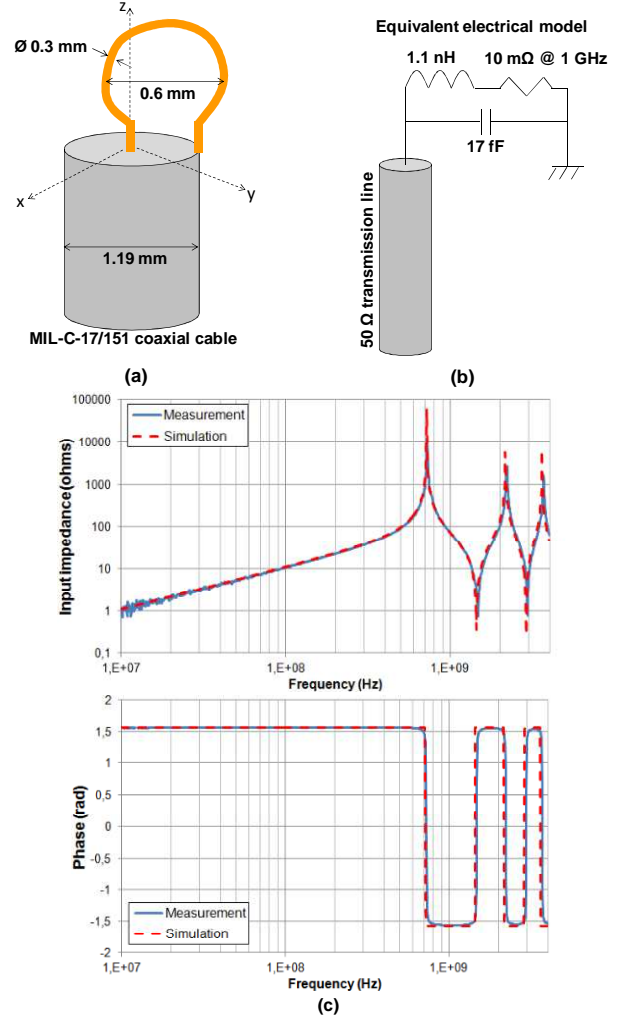 z
Ø 0.3 mm
0.6 mm
x
y
1.19 mm
MIL-C-17/151 coaxial cable
(a)
Equivalent electrical model
1.1 nH
10 mΩ @ 1 GHz
17 fF
50 Ω transmission line
(b)
Input Impedance (ohms)
100000
10000
1000
100
10
1
0,1
Measurement
Simulation
1,E+07
1,E+08
1,E+09
Frequency (Hz)
Phase (rad)
2
1,5
1
0,5
0
-0,5
-1
-1,5
-2
Measurement
Simulation
1,E+07
1,E+08
1,E+09
Frequency (Hz)
(c)